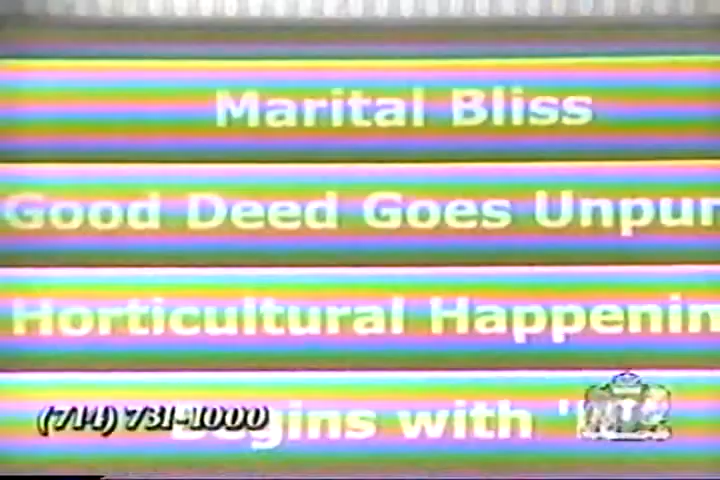 Marital Bliss
Good Deed Goes Unpun
Horticultural Happenin
Begins with "
(714) 731-1000